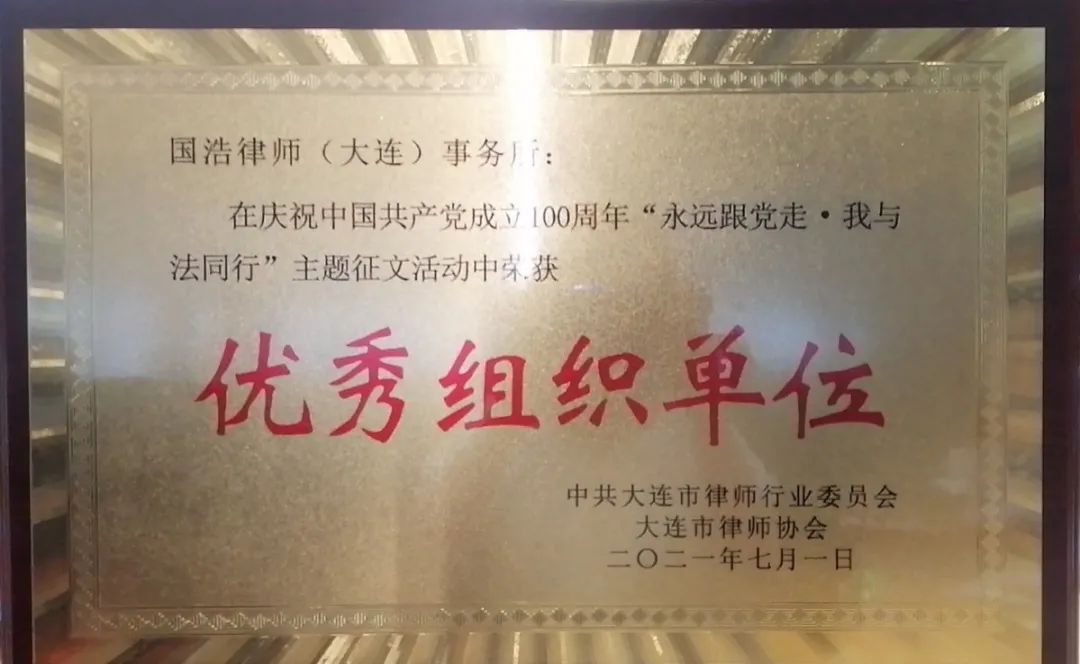 国浩律师（大连）事务所：
在庆祝中国共产党成立100周年“永远跟党走·我与
法同行”主题征文活动中荣获
优秀组织单位
中共大连市律师行业委员会
大连市律师协会
二〇二一年七月一日